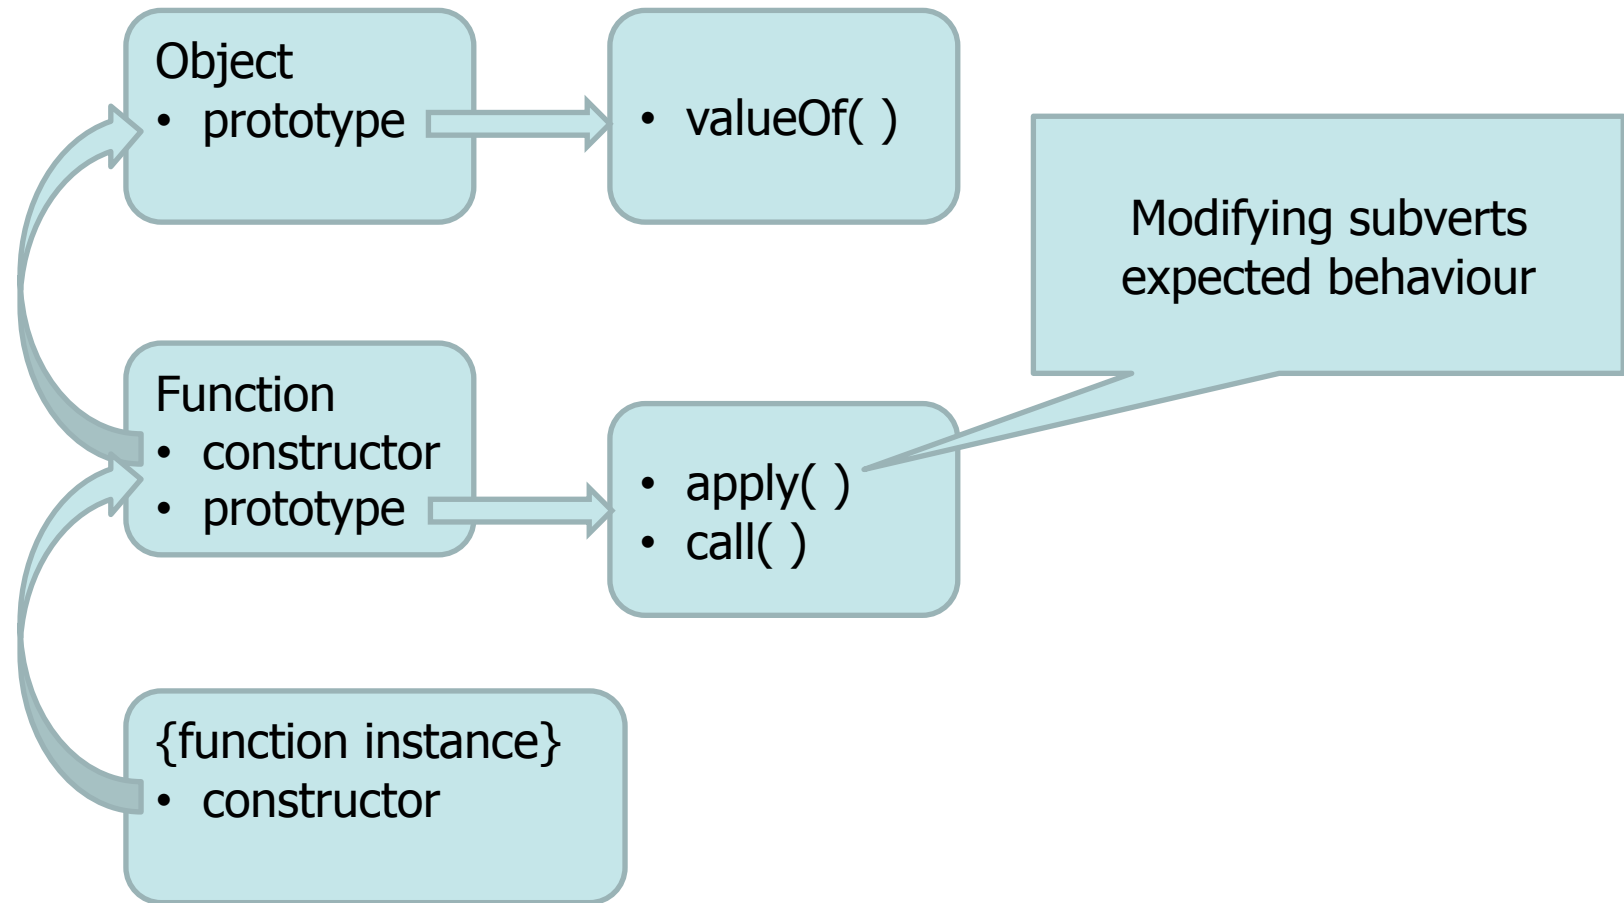 Object
• prototype
• valueOf( )
Modifying subverts
expected behaviour
Function
• constructor
• prototype
• apply( )
• call( )
{function instance}
• constructor